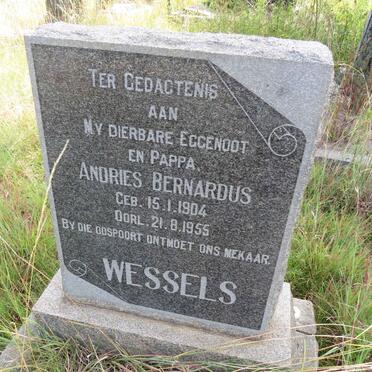 TER GEDAGTENIS
AAN
MY DIERBARE EGGENOOT
EN PAPPA
ANDRIES BERNARDUS
GEB. 15.1.1904
OORL. 21.8.1955
BY DIE OOSPOORT ONTMOET ONS MEKAAR.
WESSELS